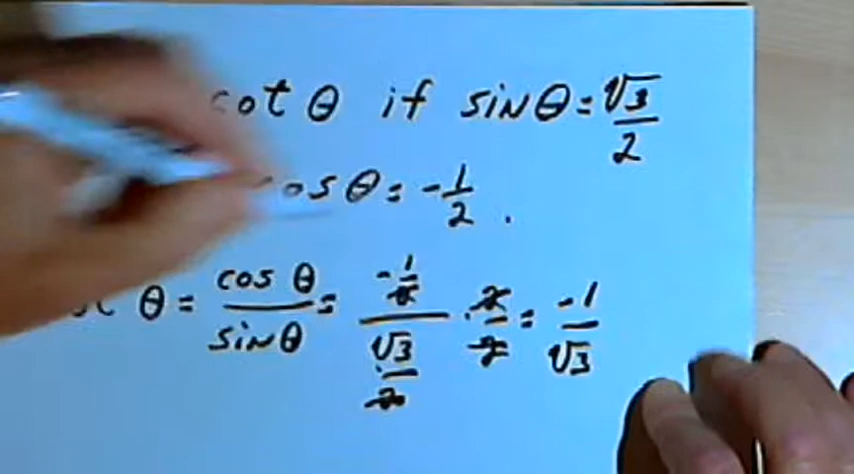 cot θ if sin θ = √3/2
cos θ = -1/2.
θ = cos θ / sin θ = (-1/2)/(√3/2) · 2/2 = -1/√3